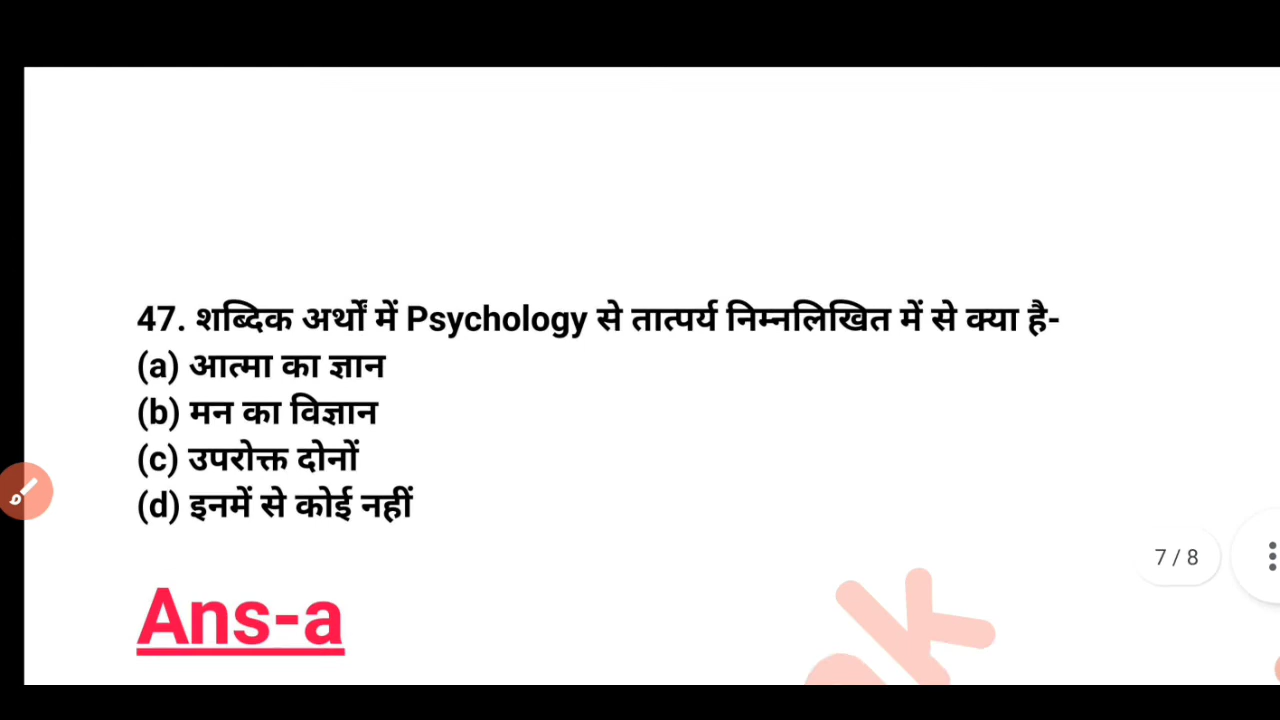 47. शब्दिक अर्थों में Psychology से तात्पर्य निम्नलिखित में से क्या है-
(a) आत्मा का ज्ञान
(b) मन का विज्ञान
(c) उपरोक्त दोनों
(d) इनमें से कोई नहीं
7 / 8
Ans-a